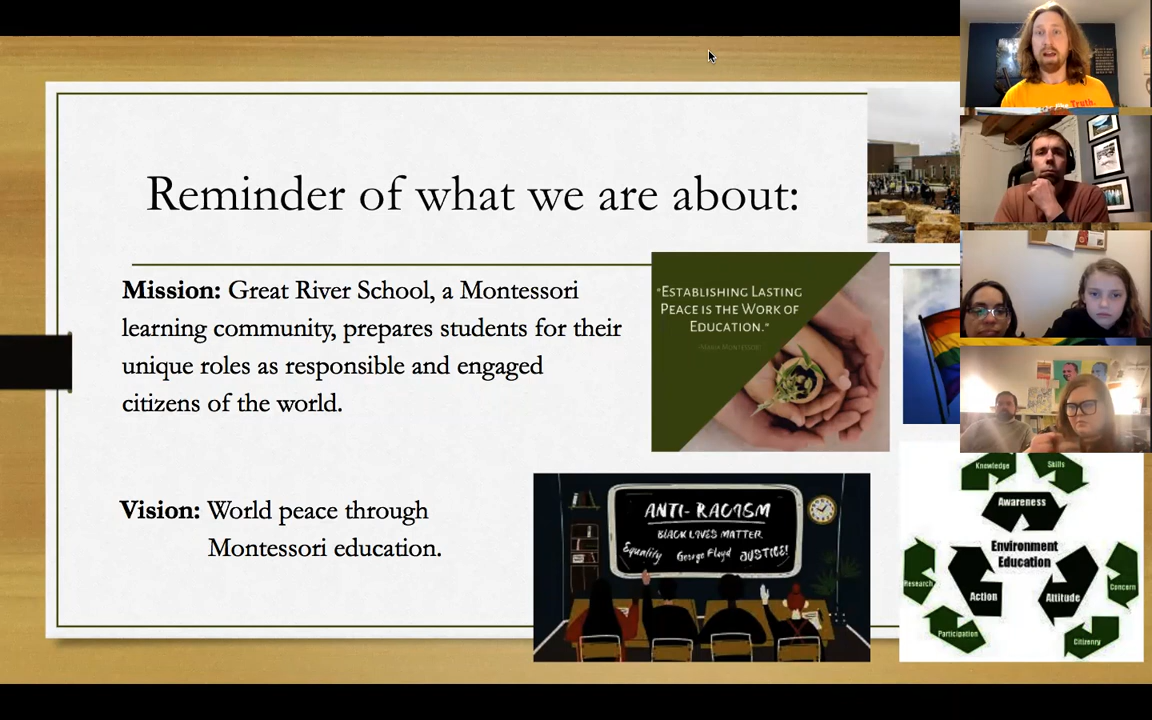 Truth.
Reminder of what we are about:
Mission: Great River School, a Montessori
learning community, prepares students for their
unique roles as responsible and engaged
citizens of the world.
"ESTABLISHING LASTING
PEACE IS THE WORK OF
EDUCATION."
-MARIA MONTESSORI
Vision: World peace through
Montessori education.
ANTI-RACISM
BLACK LIVES MATTER
Equality George Floyd JUSTICE!
Knowledge Skills
Awareness
Environment
Education
Research Action Attitude Concern
Participation Citizenry